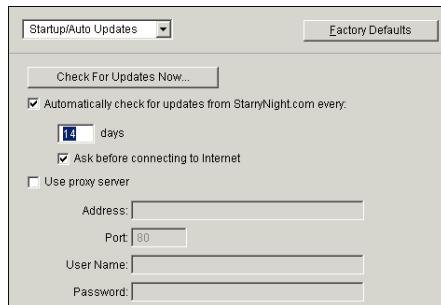 Startup/Auto Updates
Factory Defaults
Check For Updates Now...
Automatically check for updates from StarryNight.com every:
14 days
Ask before connecting to Internet
Use proxy server
Address:
Port: 80
User Name:
Password: